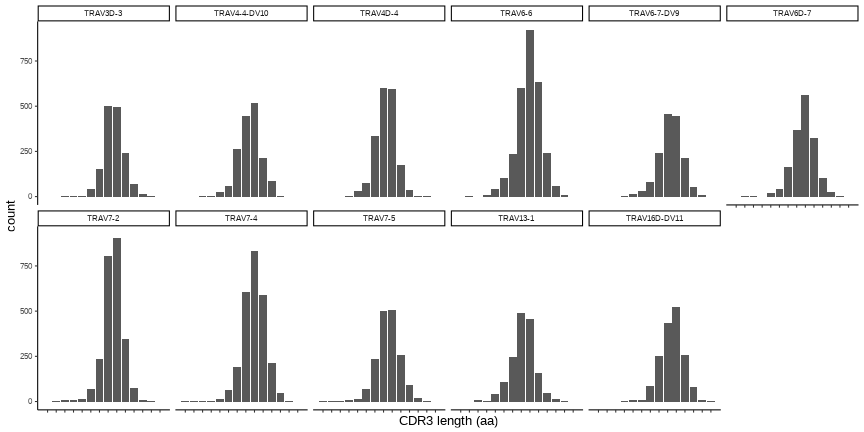 TRAV3D-3 TRAV4-4-DV10 TRAV4D-4 TRAV6-6 TRAV6-7-DV9 TRAV6D-7
750
500
250
0
count
TRAV7-2 TRAV7-4 TRAV7-5 TRAV13-1 TRAV16D-DV11
750
500
250
0
CDR3 length (aa)